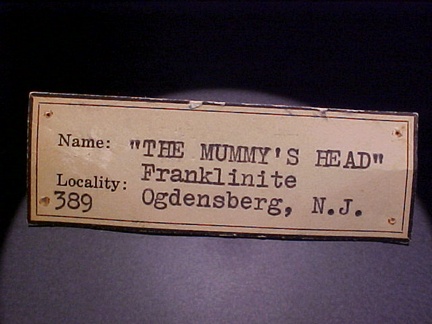 Name: "THE MUMMY'S HEAD"
Franklinite
Locality: Ogdensberg, N.J.
389